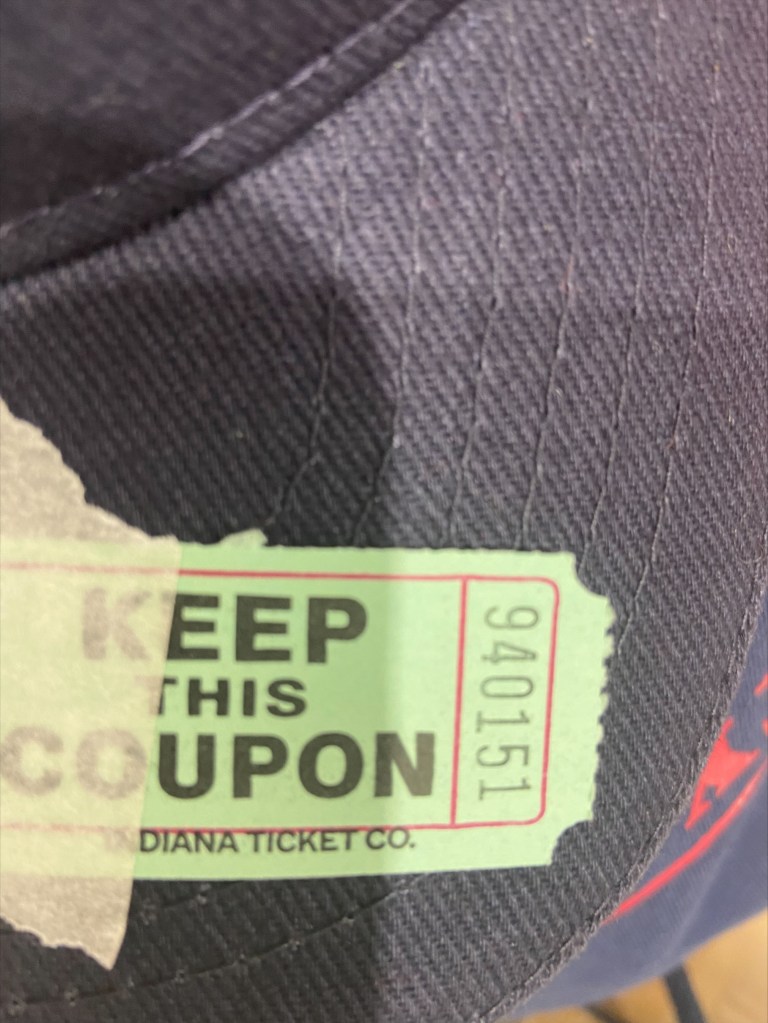 KEEP
THIS
COUPON
INDIANA TICKET CO.
940151